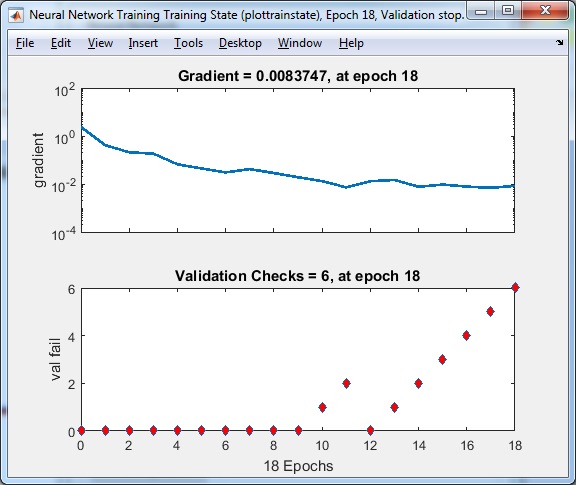 Neural Network Training Training State (plottrainstate), Epoch 18, Validation stop.
File Edit View Insert Tools Desktop Window Help
Gradient = 0.0083747, at epoch 18
10^2
10^0
10^-2
10^-4
gradient
Validation Checks = 6, at epoch 18
6
4
2
0
val fail
0 2 4 6 8 10 12 14 16 18
18 Epochs